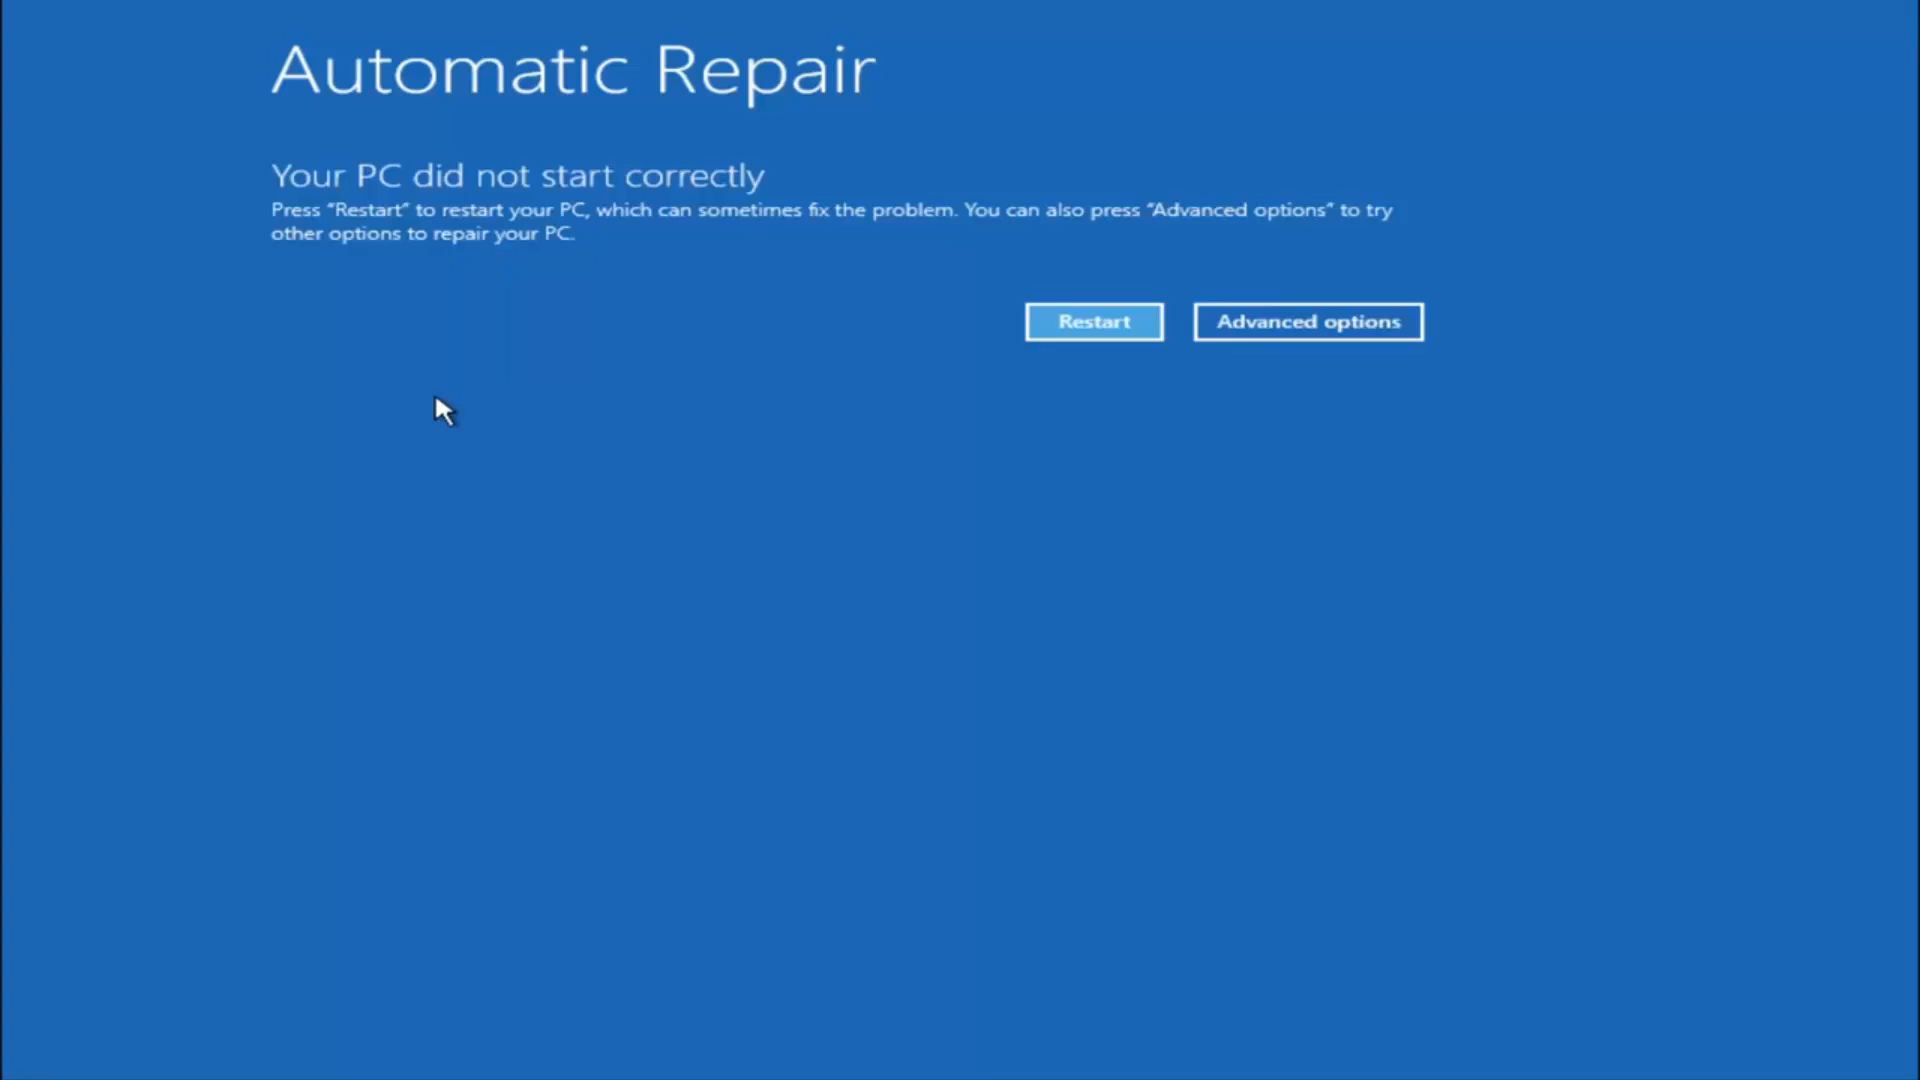 Automatic Repair
Your PC did not start correctly
Press “Restart” to restart your PC, which can sometimes fix the problem. You can also press “Advanced options” to try
other options to repair your PC.
Restart
Advanced options